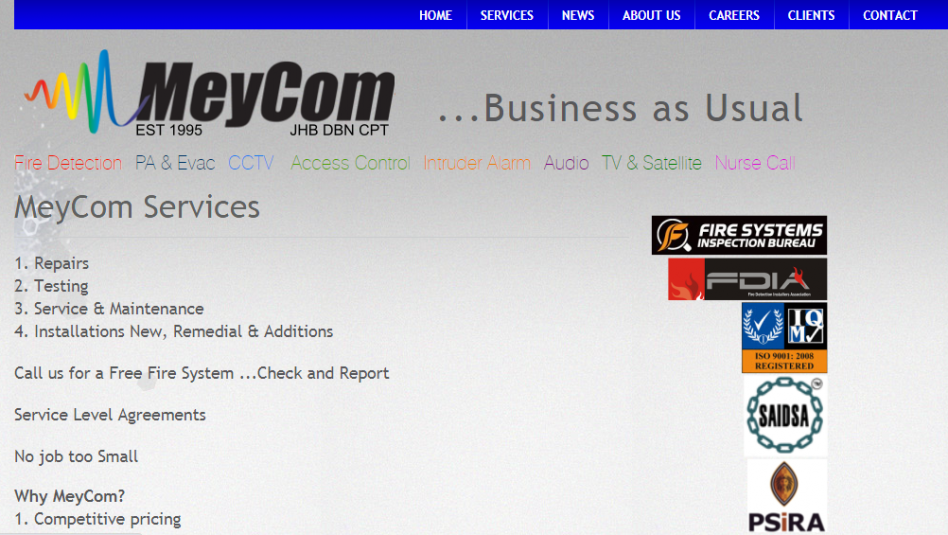 HOME SERVICES NEWS ABOUT US CAREERS CLIENTS CONTACT
MeyCom
EST 1995 JHB DBN CPT
...Business as Usual
Fire Detection PA & Evac CCTV Access Control Intruder Alarm Audio TV & Satellite Nurse Call
MeyCom Services
1. Repairs
2. Testing
3. Service & Maintenance
4. Installations New, Remedial & Additions
Call us for a Free Fire System ...Check and Report
Service Level Agreements
No job too Small
Why MeyCom?
1. Competitive pricing
FIRE SYSTEMS
INSPECTION BUREAU
FDIA
Fire Detection Installers Association
IQ
M
ISO 9001: 2008
REGISTERED
SAIDSA
TM
PSiRA